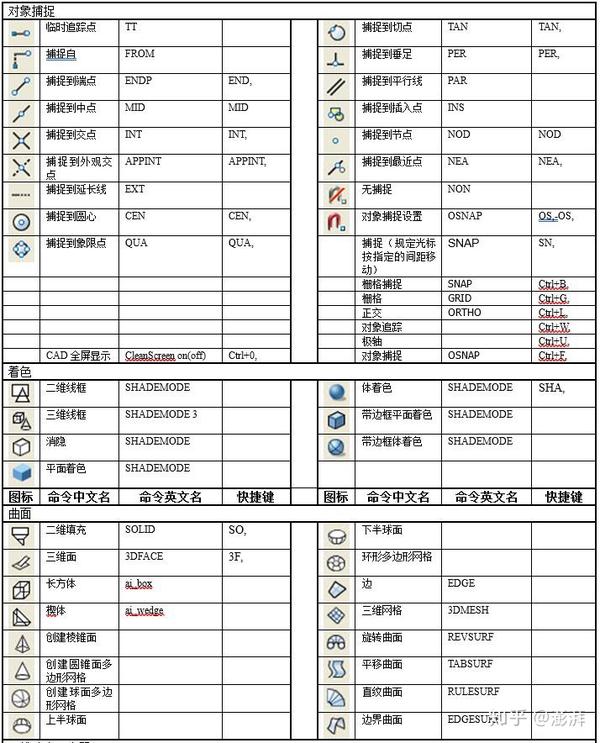 对象捕捉
临时追踪点 TT 捕捉到切点 TAN TAN,
捕捉自 FROM 捕捉到垂足 PER PER,
捕捉到端点 ENDP END, 捕捉到平行线 PAR
捕捉到中点 MID MID 捕捉到插入点 INS
捕捉到交点 INT INT, 捕捉到节点 NOD NOD
捕捉到外观交点 APPINT APPINT, 捕捉到最近点 NEA NEA,
捕捉到延长线 EXT 无捕捉 NON
捕捉到圆心 CEN CEN, 对象捕捉设置 OSNAP OS,-OS,
捕捉到象限点 QUA QUA, 捕捉（规定光标按指定的间距移动） SNAP SN,
栅格捕捉 SNAP Ctrl+B,
栅格 GRID Ctrl+G,
正交 ORTHO Ctrl+L,
对象追踪 Ctrl+W,
极轴 Ctrl+U,
CAD 全屏显示 CleanScreen on(off) Ctrl+0, 对象捕捉 OSNAP Ctrl+F,
着色
二维线框 SHADEMODE 体着色 SHADEMODE SHA,
三维线框 SHADEMODE 3 带边框平面着色 SHADEMODE
消隐 SHADEMODE 带边框体着色 SHADEMODE
平面着色 SHADEMODE
图标 命令中文名 命令英文名 快捷键 图标 命令中文名 命令英文名 快捷键
曲面
二维填充 SOLID SO, 下半球面
三维面 3DFACE 3F, 环形多边形网格
长方体 ai_box 边 EDGE
楔体 ai_wedge 三维网格 3DMESH
创建棱锥面 旋转曲面 REVSURF
创建圆锥面多边形网格 平移曲面 TABSURF
创建球面多边形网格 直纹曲面 RULESURF
上半球面 边界曲面 EDGESURF
知乎 @澎湃